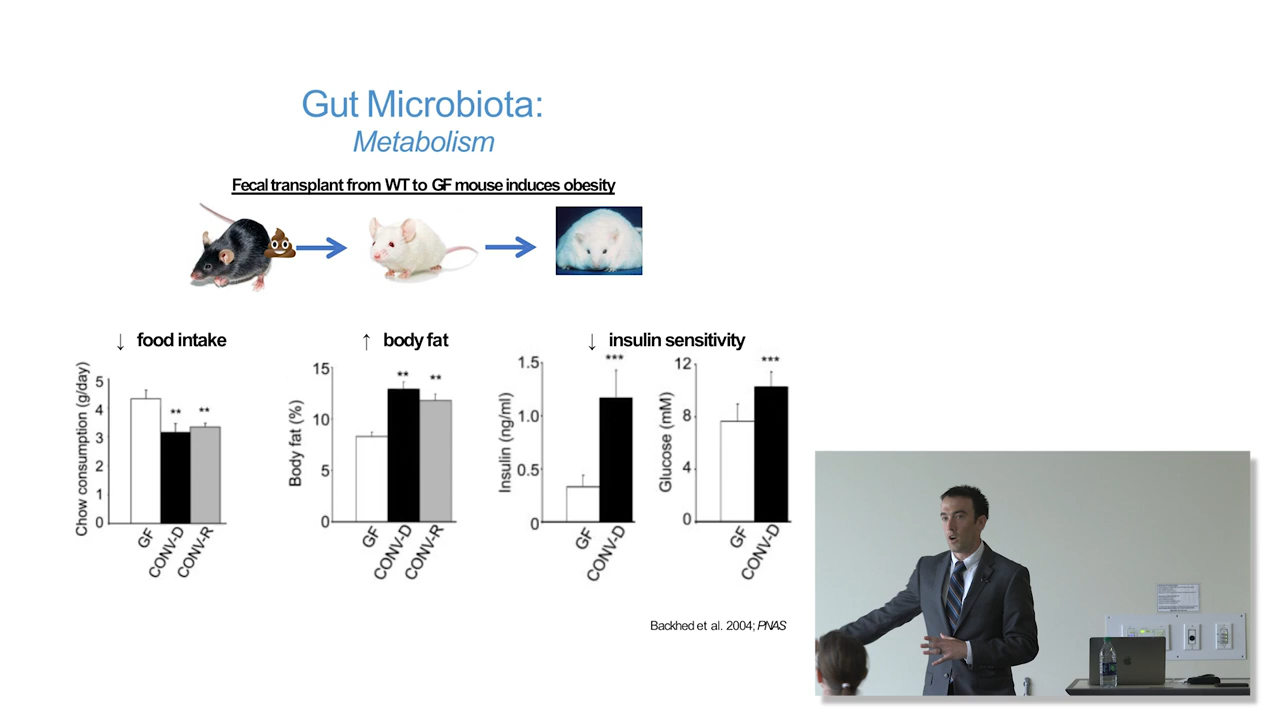 Gut Microbiota:
Metabolism
Fecal transplant from WT to GF mouse induces obesity
↓ food intake
↑ body fat
↓ insulin sensitivity
Chow consumption (g/day)
5
4
3
2
1
0
**
**
GF
CONV-D
CONV-R
Body fat (%)
15
10
5
0
**
**
GF
CONV-D
CONV-R
Insulin (ng/ml)
1.5
1.0
0.5
0
***
GF
CONV-D
Glucose (mM)
12
8
4
0
***
GF
CONV-D
Backhed et al. 2004; PNAS